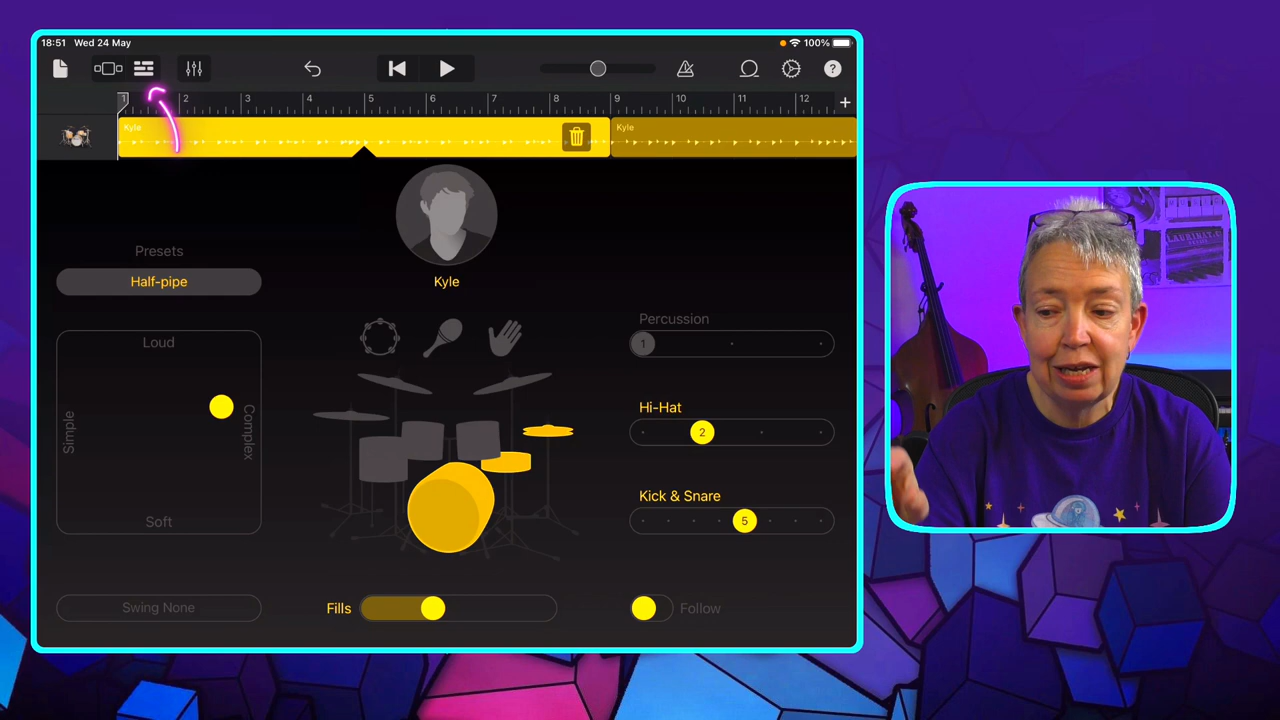 18:51 Wed 24 May 100%
?
1 2 3 4 5 6 7 8 9 10 11 12 +
Kyle Kyle
Presets
Half-pipe
Kyle
Loud
Simple
Complex
Soft
Percussion
1
Hi-Hat
2
Kick & Snare
5
Swing None
Fills
Follow